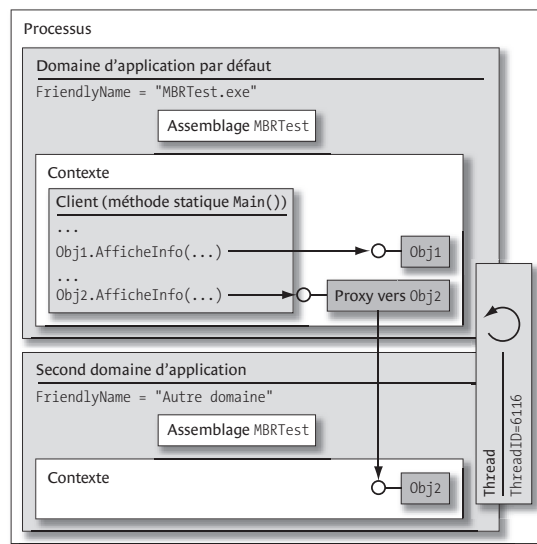 Processus
Domaine d'application par défaut
FriendlyName = "MBRTest.exe"
Assemblage MBRTest
Contexte
Client (méthode statique Main())
...
Obj1.AfficheInfo(...)
Obj1
...
Obj2.AfficheInfo(...)
Proxy vers Obj2
Second domaine d'application
FriendlyName = "Autre domaine"
Assemblage MBRTest
Contexte
Obj2
Thread
ThreadID=6116